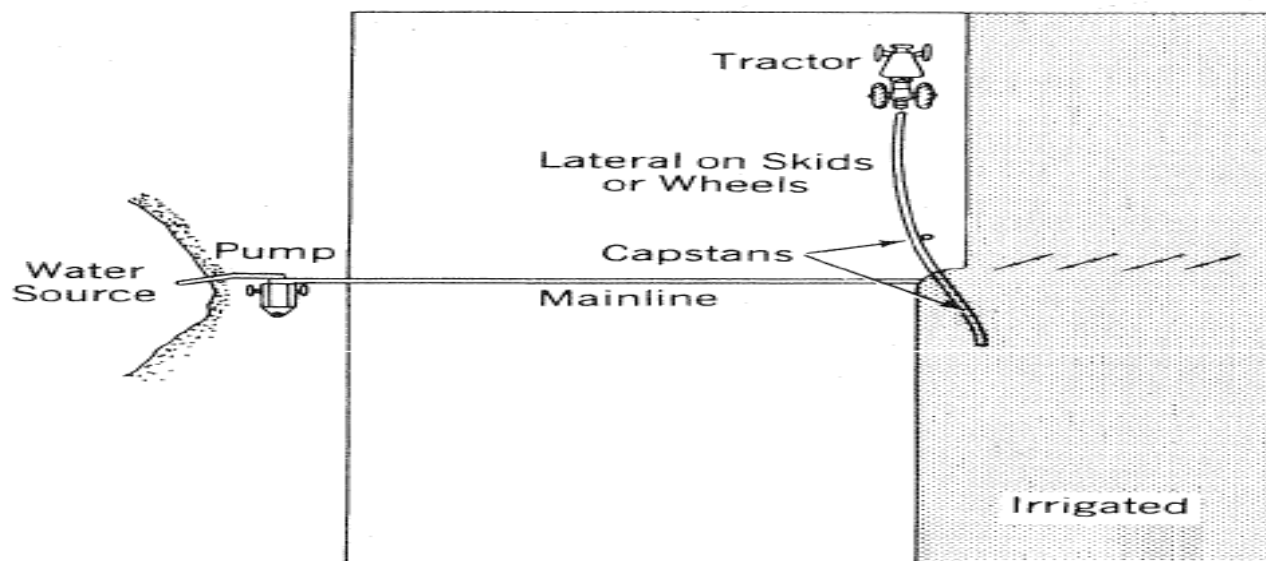 Tractor
Lateral on Skids
or Wheels
Pump
Capstans
Water
Source
Mainline
Irrigated